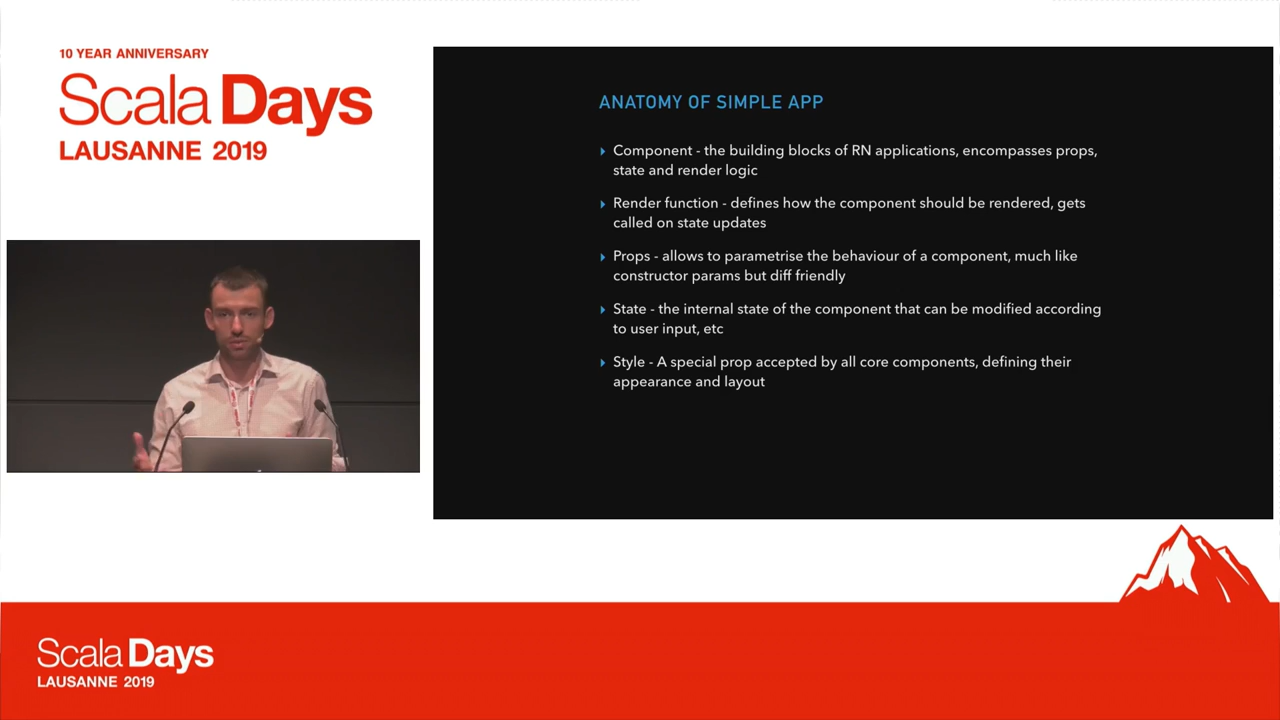 10 YEAR ANNIVERSARY
Scala Days
LAUSANNE 2019
ANATOMY OF SIMPLE APP
Component - the building blocks of RN applications, encompasses props,
state and render logic
Render function - defines how the component should be rendered, gets
called on state updates
Props - allows to parametrise the behaviour of a component, much like
constructor params but diff friendly
State - the internal state of the component that can be modified according
to user input, etc
Style - A special prop accepted by all core components, defining their
appearance and layout
Scala Days
LAUSANNE 2019